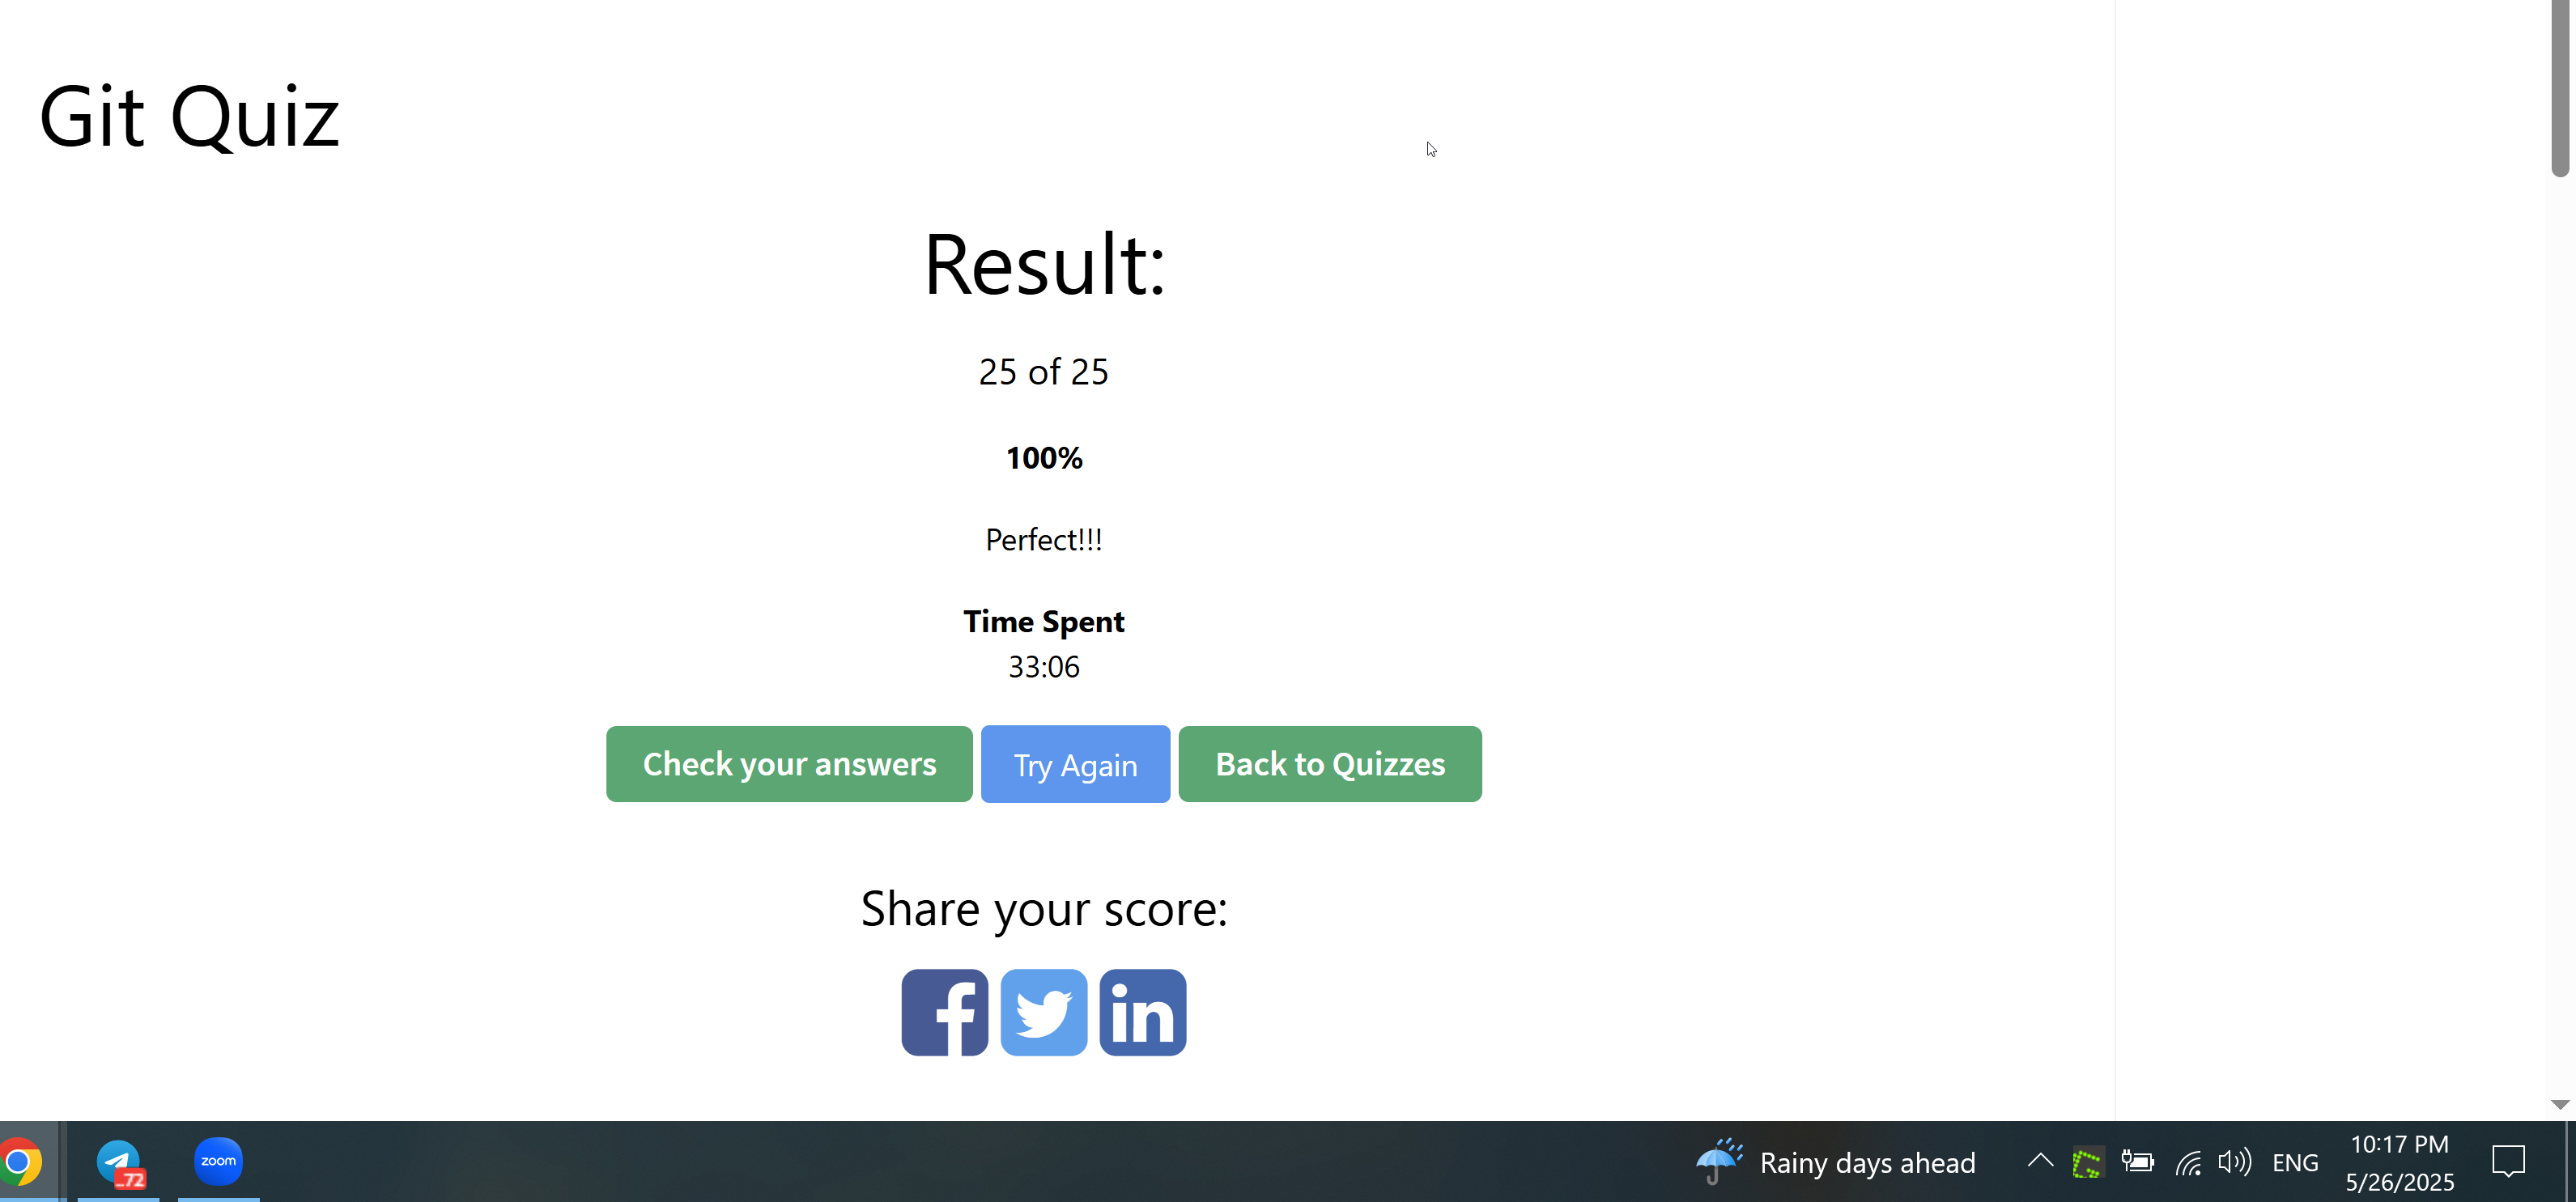 Git Quiz
Result:
25 of 25
100%
Perfect!!!
Time Spent
33:06
Check your answers Try Again Back to Quizzes
Share your score:
f in
72 zoom Rainy days ahead ENG 10:17 PM
5/26/2025